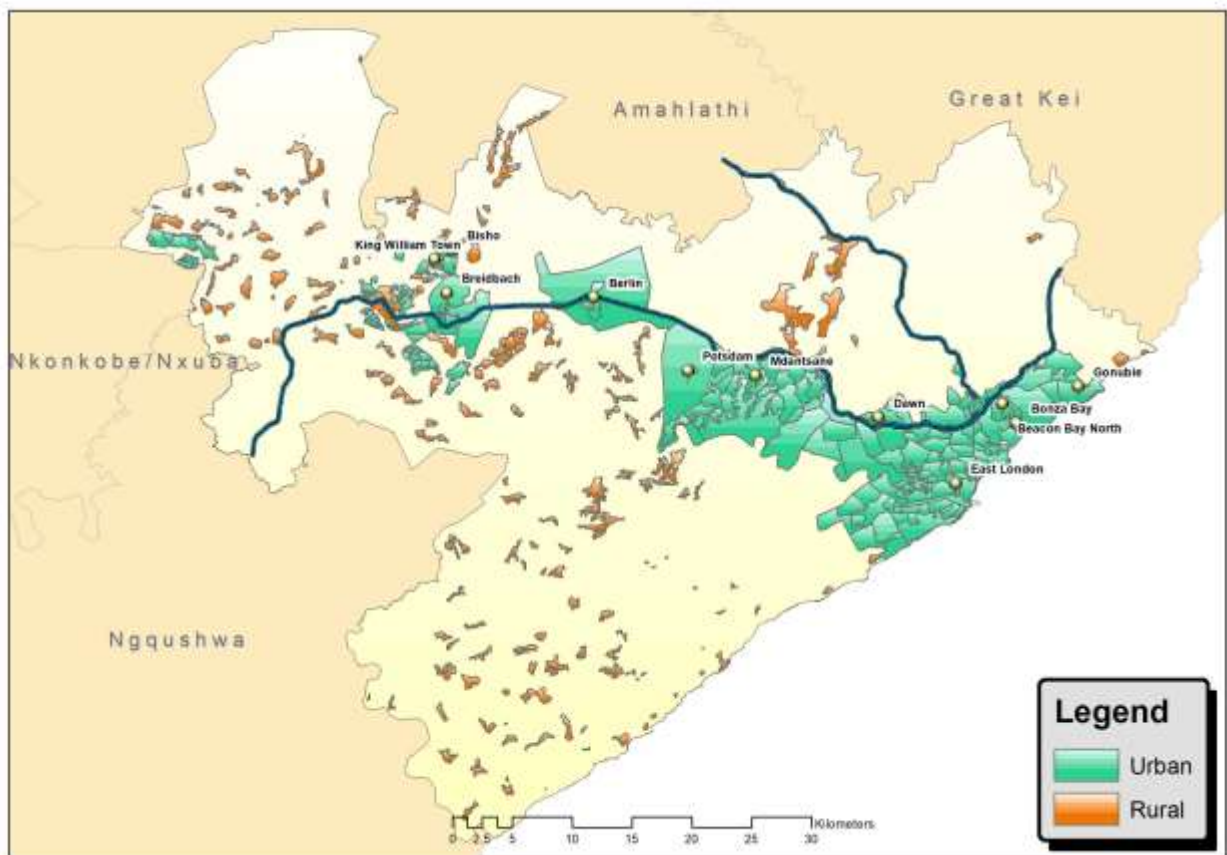 Great Kei
Amahlathi
King William Town
Bisho
Breidbach
Berlin
Nkonkobe/Nxuba
Potsdam
Mdantsane
Gonubie
Dawn
Bonza Bay
Beacon Bay North
East London
Ngqushwa
Legend
Urban
Rural
Kilometers
0 2.5 5 10 15 20 25 30